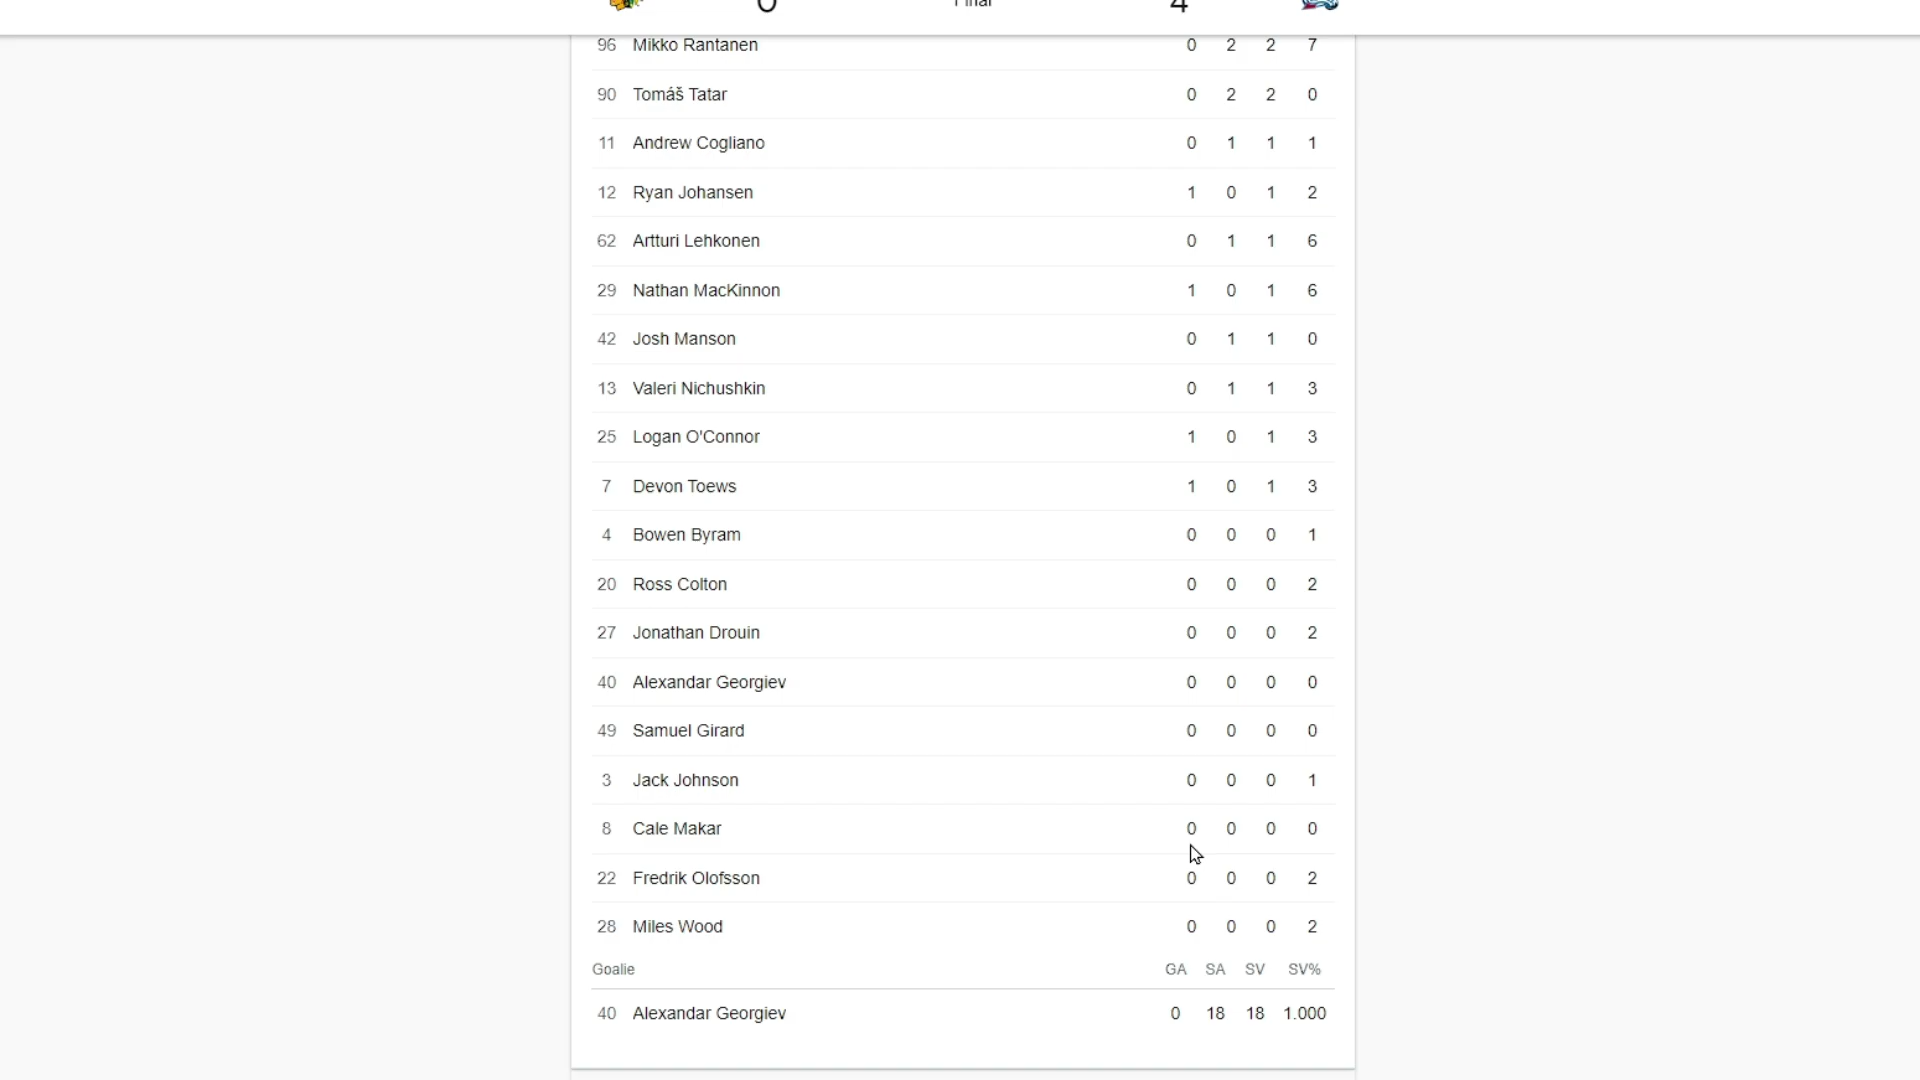 0 Final 4
96 Mikko Rantanen 0 2 2 7
90 Tomáš Tatar 0 2 2 0
11 Andrew Cogliano 0 1 1 1
12 Ryan Johansen 1 0 1 2
62 Artturi Lehkonen 0 1 1 6
29 Nathan MacKinnon 1 0 1 6
42 Josh Manson 0 1 1 0
13 Valeri Nichushkin 0 1 1 3
25 Logan O'Connor 1 0 1 3
7 Devon Toews 1 0 1 3
4 Bowen Byram 0 0 0 1
20 Ross Colton 0 0 0 2
27 Jonathan Drouin 0 0 0 2
40 Alexandar Georgiev 0 0 0 0
49 Samuel Girard 0 0 0 0
3 Jack Johnson 0 0 0 1
8 Cale Makar 0 0 0 0
22 Fredrik Olofsson 0 0 0 2
28 Miles Wood 0 0 0 2
Goalie GA SA SV SV%
40 Alexandar Georgiev 0 18 18 1.000